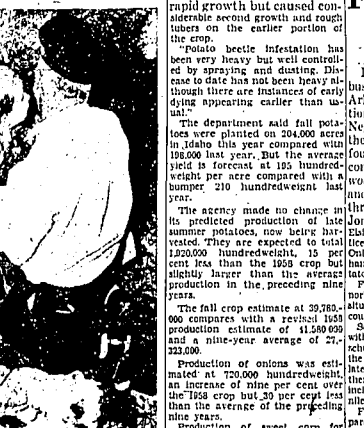 rapid growth but caused con-
siderable second growth and rough
tubers on the earlier portion of
the crop.
"Potato beetle infestation has
been very heavy but well controll-
ed by spraying and dusting. Dis-
ease to date has not been heavy al-
though there are instances of early
dying appearing earlier than us-
ual."
The department said fall pota-
toes were planted on 204,000 acres
in Idaho this year compared with
198,000 last year. But the average
yield is forecast at 195 hundred-
weight per acre compared with a
bumper 210 hundredweight last
year.
The agency made no change in
its predicted production of late
summer potatoes, now being har-
vested. They are expected to total
1,020,000 hundredweight, 15 per
cent less than the 1958 crop but
slightly larger than the average
production in the preceding nine
years.
The fall crop estimate at 39,780,-
000 compares with a revised 1958
production estimate of 41,580,000
and a nine-year average of 27,-
323,000.
Production of onions was esti-
mated at 720,000 hundredweight,
an increase of nine per cent over
the 1958 crop but 30 per cent less
than the average of the preceding
nine years.
Production of sweet corn for